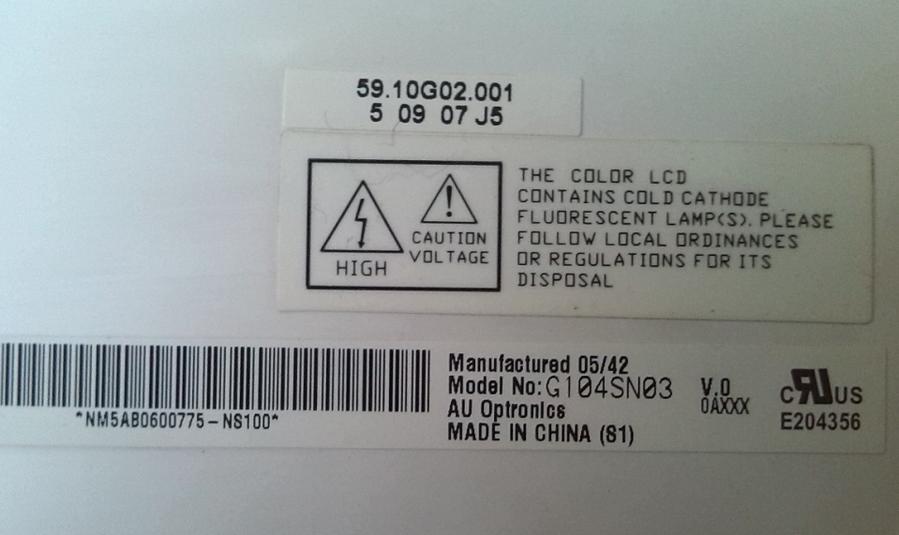 59.10G02.001
5 09 07 J5
HIGH
CAUTION
VOLTAGE
THE COLOR LCD
CONTAINS COLD CATHODE
FLUORESCENT LAMP(S). PLEASE
FOLLOW LOCAL ORDINANCES
OR REGULATIONS FOR ITS
DISPOSAL
*NM5AB0600775-NS100*
Manufactured 05/42
Model No:G104SN03 V.0
AU Optronics 0AXXX
MADE IN CHINA (S1)
c RU US
E204356